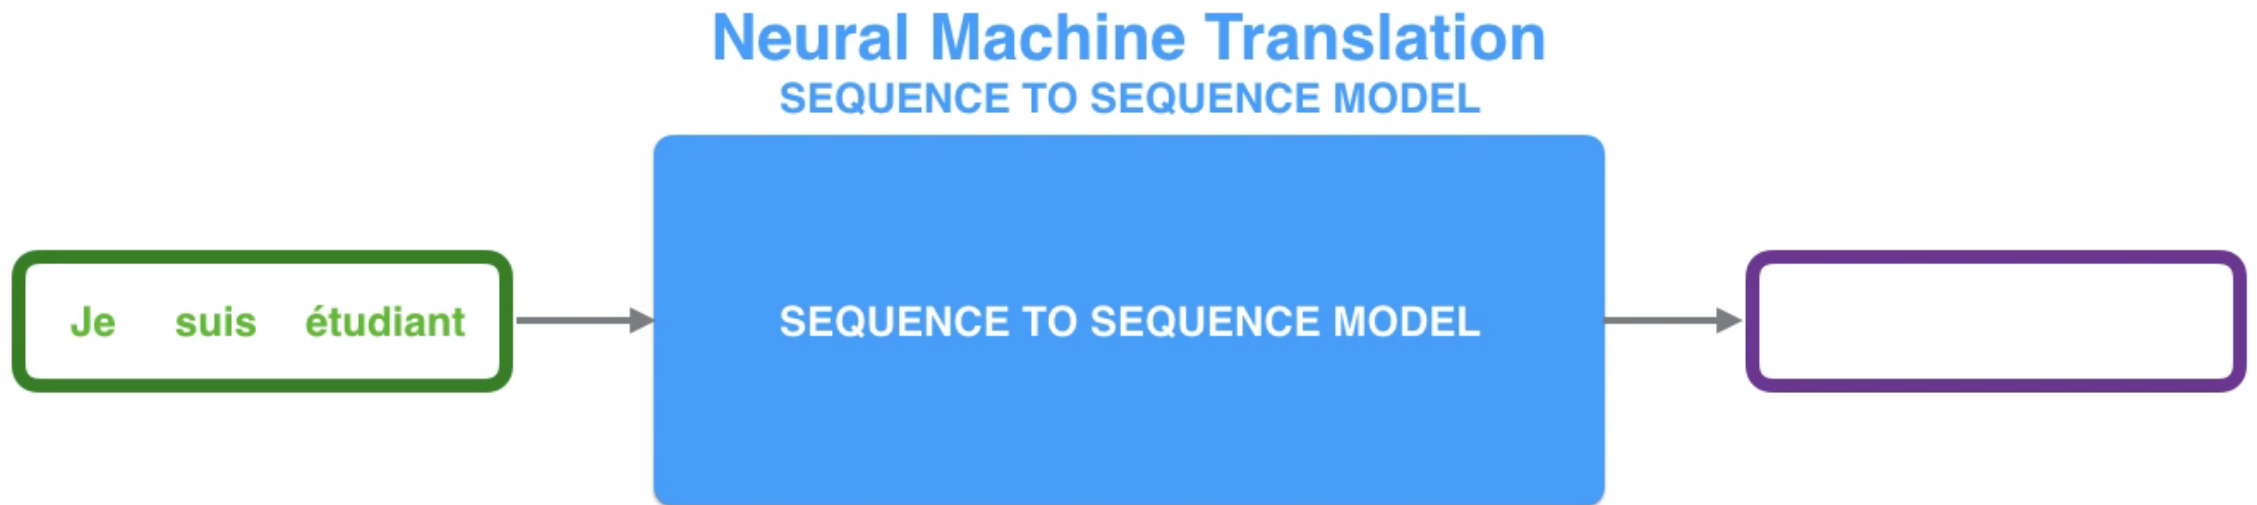 Neural Machine Translation
SEQUENCE TO SEQUENCE MODEL
Je suis étudiant
SEQUENCE TO SEQUENCE MODEL